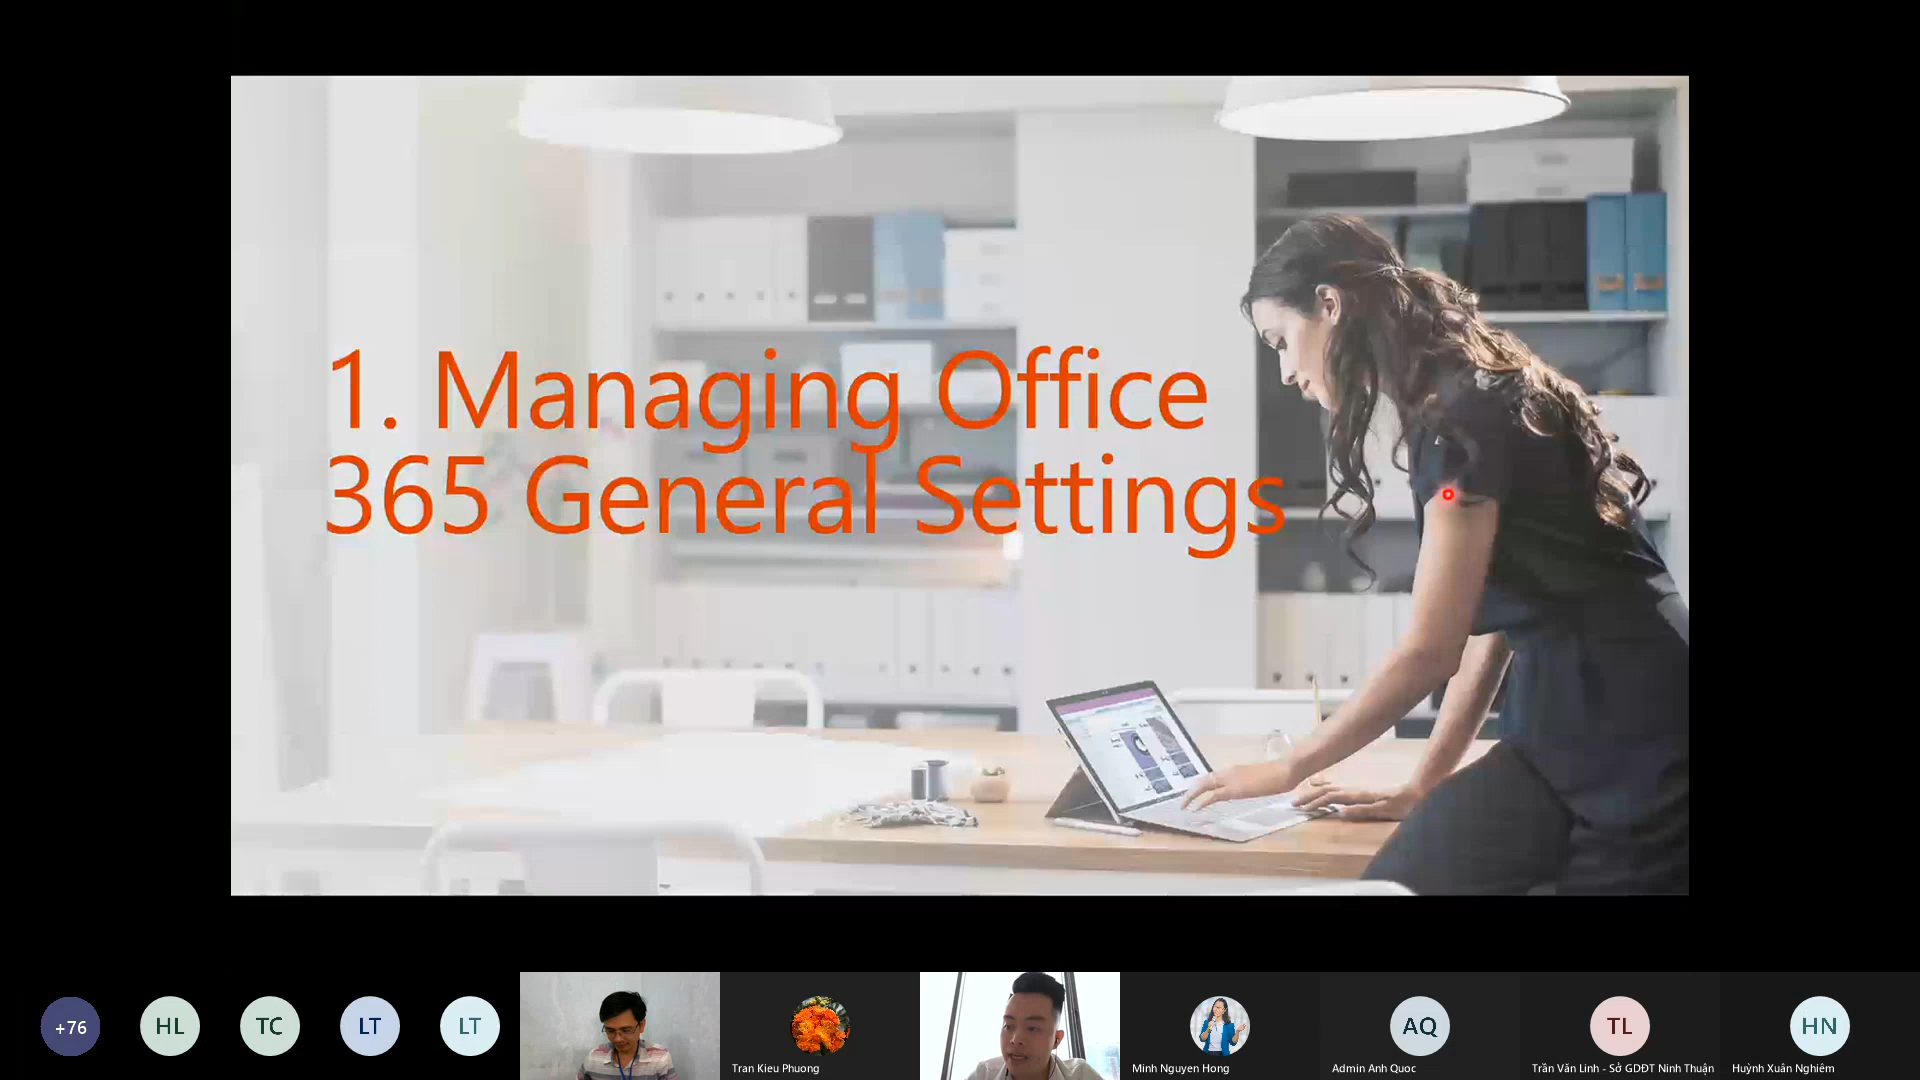 1. Managing Office
365 General Settings
+76
HL
TC
LT
LT
Tran Kieu Phuong
Minh Nguyen Hong
AQ
Admin Anh Quoc
TL
Trần Văn Linh - Sở GDĐT Ninh Thuận
HN
Huỳnh Xuân Nghiêm